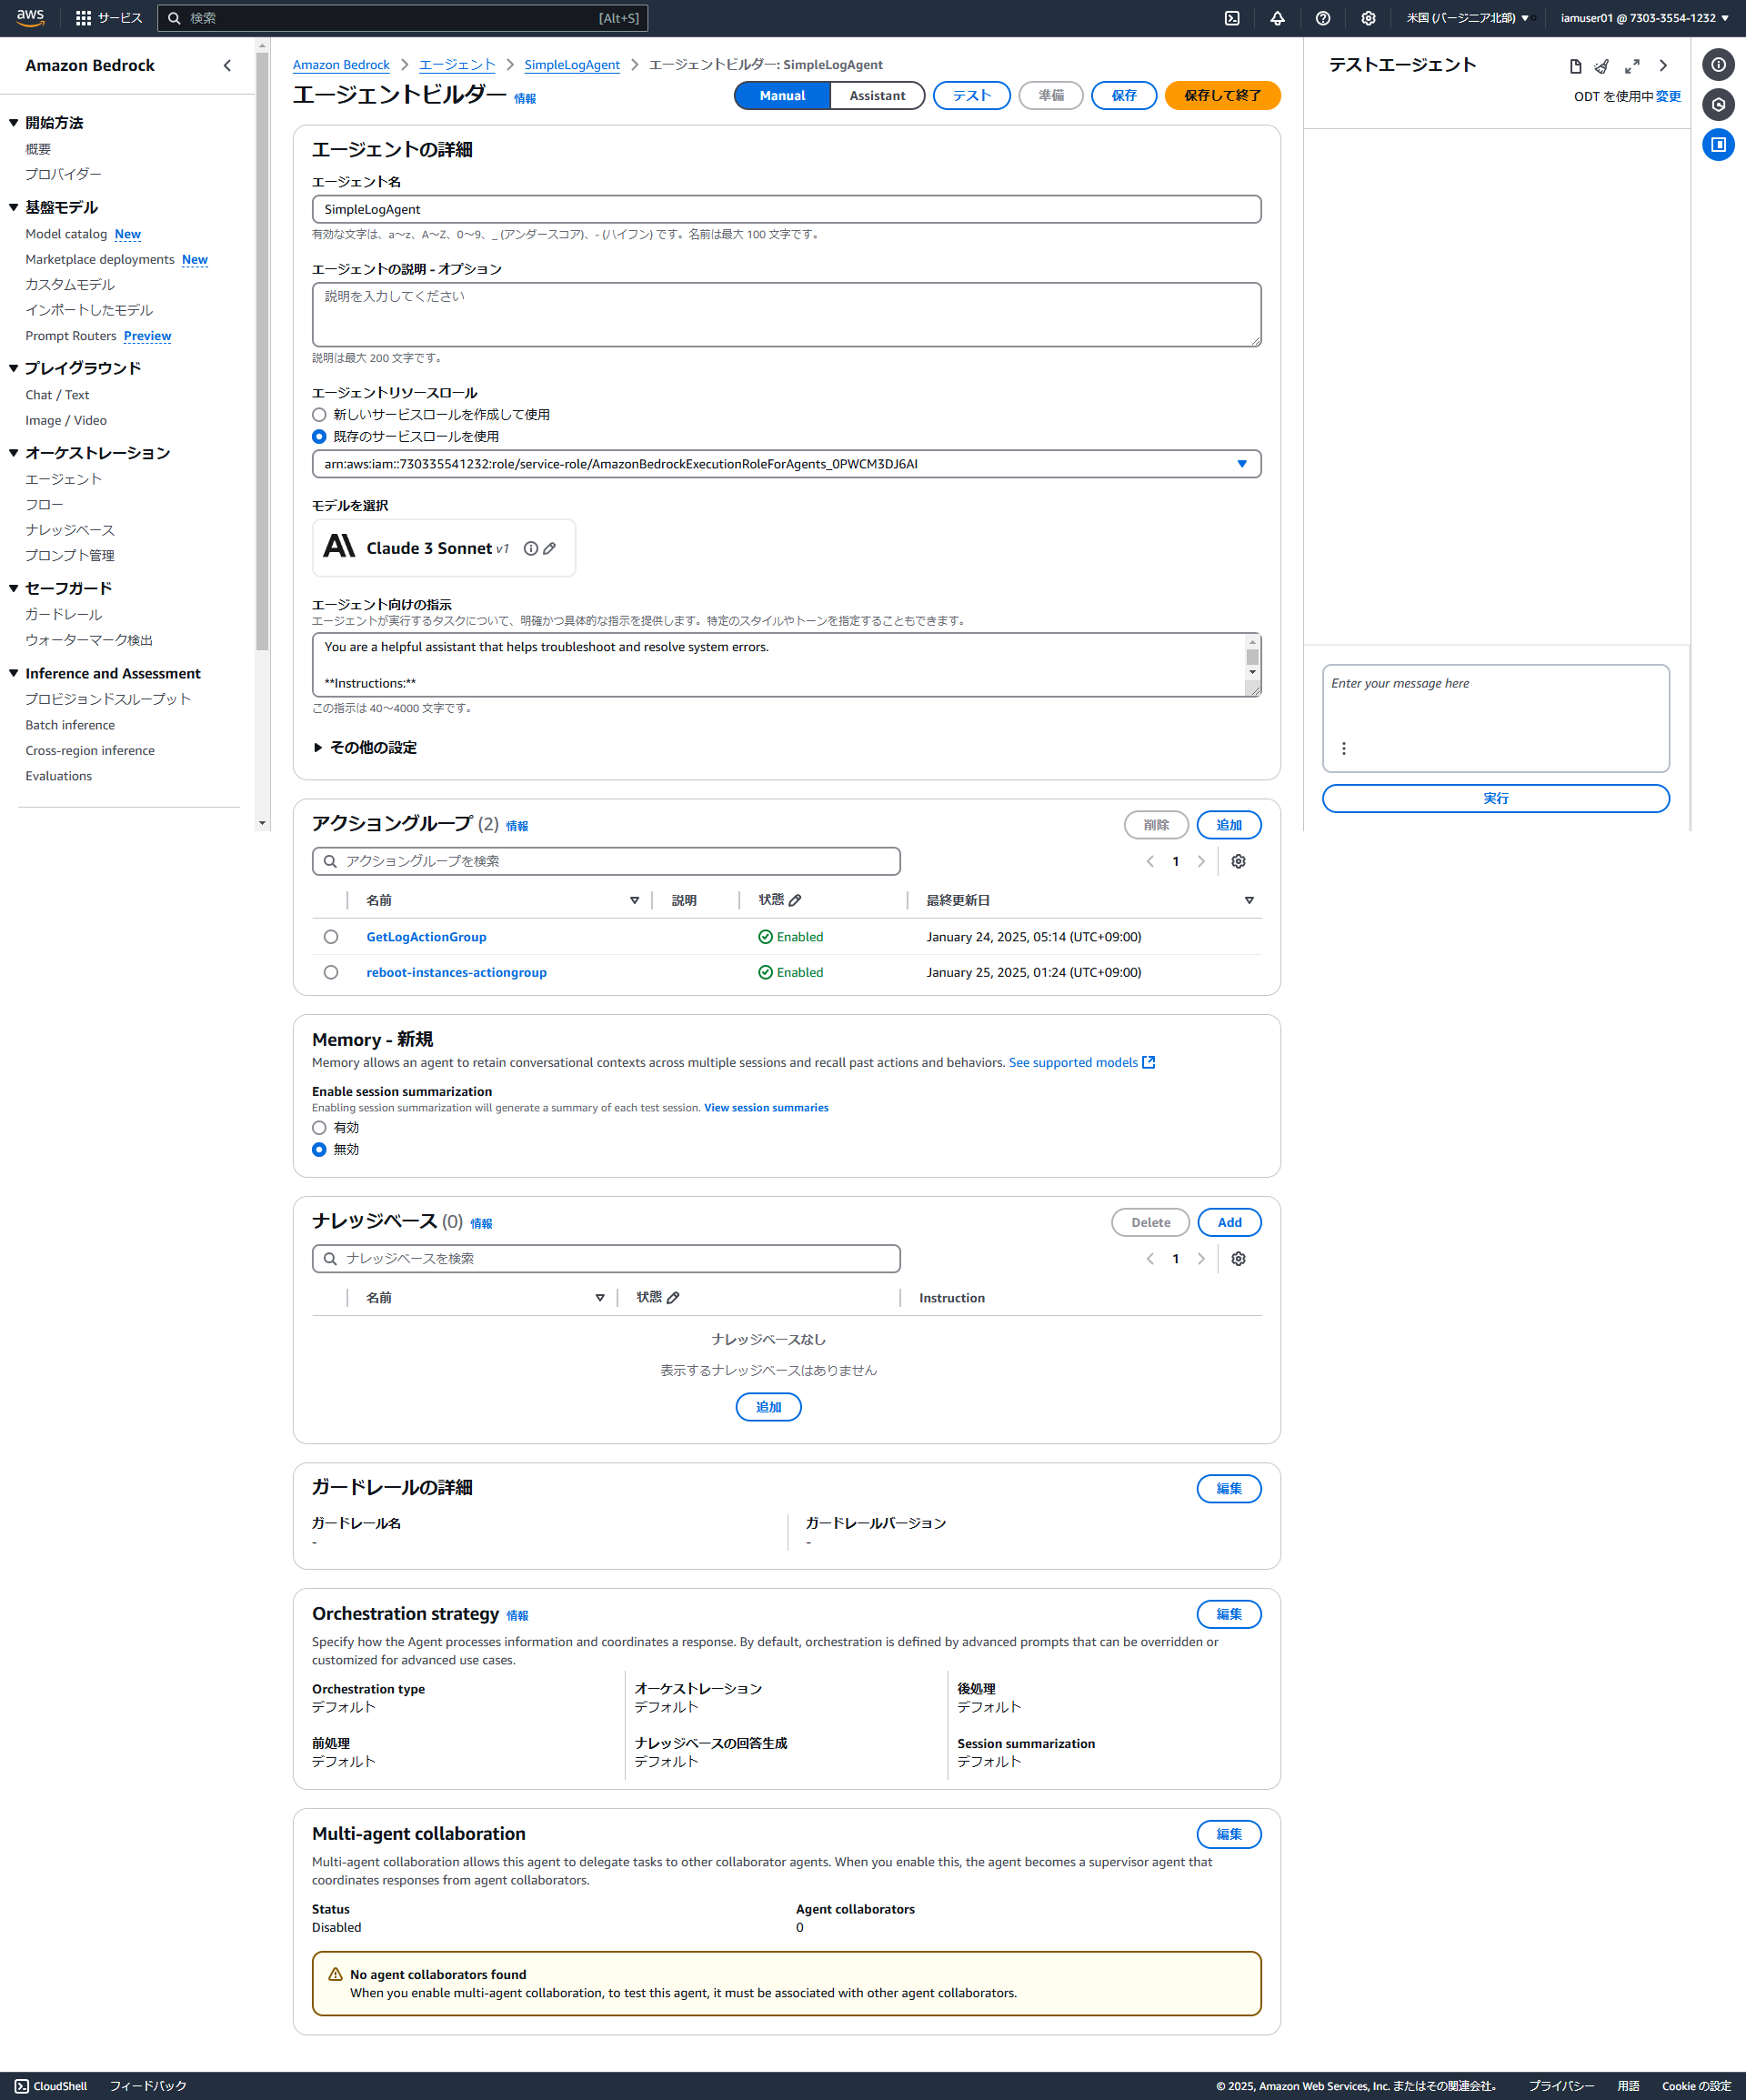 aws
サービス
検索
[Alt+S]
米国 (バージニア北部) ▼
iamuser01 @ 7303-3554-1232 ▼
Amazon Bedrock
開始方法
概要
プロバイダー
基盤モデル
Model catalog New
Marketplace deployments New
カスタムモデル
インポートしたモデル
Prompt Routers Preview
プレイグラウンド
Chat / Text
Image / Video
オーケストレーション
エージェント
フロー
ナレッジベース
プロンプト管理
セーフガード
ガードレール
ウォーターマーク検出
Inference and Assessment
プロビジョンドスループット
Batch inference
Cross-region inference
Evaluations
Amazon Bedrock > エージェント > SimpleLogAgent > エージェントビルダー: SimpleLogAgent
エージェントビルダー 情報
Manual
Assistant
テスト
準備
保存
保存して終了
エージェントの詳細
エージェント名
SimpleLogAgent
有効な文字は、a～z、A～Z、0～9、_ (アンダースコア)、- (ハイフン) です。名前は最大 100 文字です。
エージェントの説明 - オプション
説明を入力してください
説明は最大 200 文字です。
エージェントリソースロール
新しいサービスロールを作成して使用
既存のサービスロールを使用
arn:aws:iam::730335541232:role/service-role/AmazonBedrockExecutionRoleForAgents_0PWCM3DJ6AI
モデルを選択
Claude 3 Sonnet v1
エージェント向けの指示
エージェントが実行するタスクについて、明確かつ具体的な指示を提供します。特定のスタイルやトーンを指定することもできます。
You are a helpful assistant that helps troubleshoot and resolve system errors.
**Instructions:**
この指示は 40～4000 文字です。
その他の設定
アクショングループ (2) 情報
削除
追加
アクショングループを検索
1
名前
説明
状態
最終更新日
GetLogActionGroup
Enabled
January 24, 2025, 05:14 (UTC+09:00)
reboot-instances-actiongroup
Enabled
January 25, 2025, 01:24 (UTC+09:00)
Memory - 新規
Memory allows an agent to retain conversational contexts across multiple sessions and recall past actions and behaviors. See supported models
Enable session summarization
Enabling session summarization will generate a summary of each test session. View session summaries
有効
無効
ナレッジベース (0) 情報
Delete
Add
ナレッジベースを検索
1
名前
状態
Instruction
ナレッジベースなし
表示するナレッジベースはありません
追加
ガードレールの詳細
編集
ガードレール名
-
ガードレールバージョン
-
Orchestration strategy 情報
編集
Specify how the Agent processes information and coordinates a response. By default, orchestration is defined by advanced prompts that can be overridden or
customized for advanced use cases.
Orchestration type
デフォルト
オーケストレーション
デフォルト
後処理
デフォルト
前処理
デフォルト
ナレッジベースの回答生成
デフォルト
Session summarization
デフォルト
Multi-agent collaboration
編集
Multi-agent collaboration allows this agent to delegate tasks to other collaborator agents. When you enable this, the agent becomes a supervisor agent that
coordinates responses from agent collaborators.
Status
Disabled
Agent collaborators
0
No agent collaborators found
When you enable multi-agent collaboration, to test this agent, it must be associated with other agent collaborators.
テストエージェント
ODT を使用中 変更
Enter your message here
実行
CloudShell
フィードバック
© 2025, Amazon Web Services, Inc. またはその関連会社。
プライバシー
用語
Cookie の設定